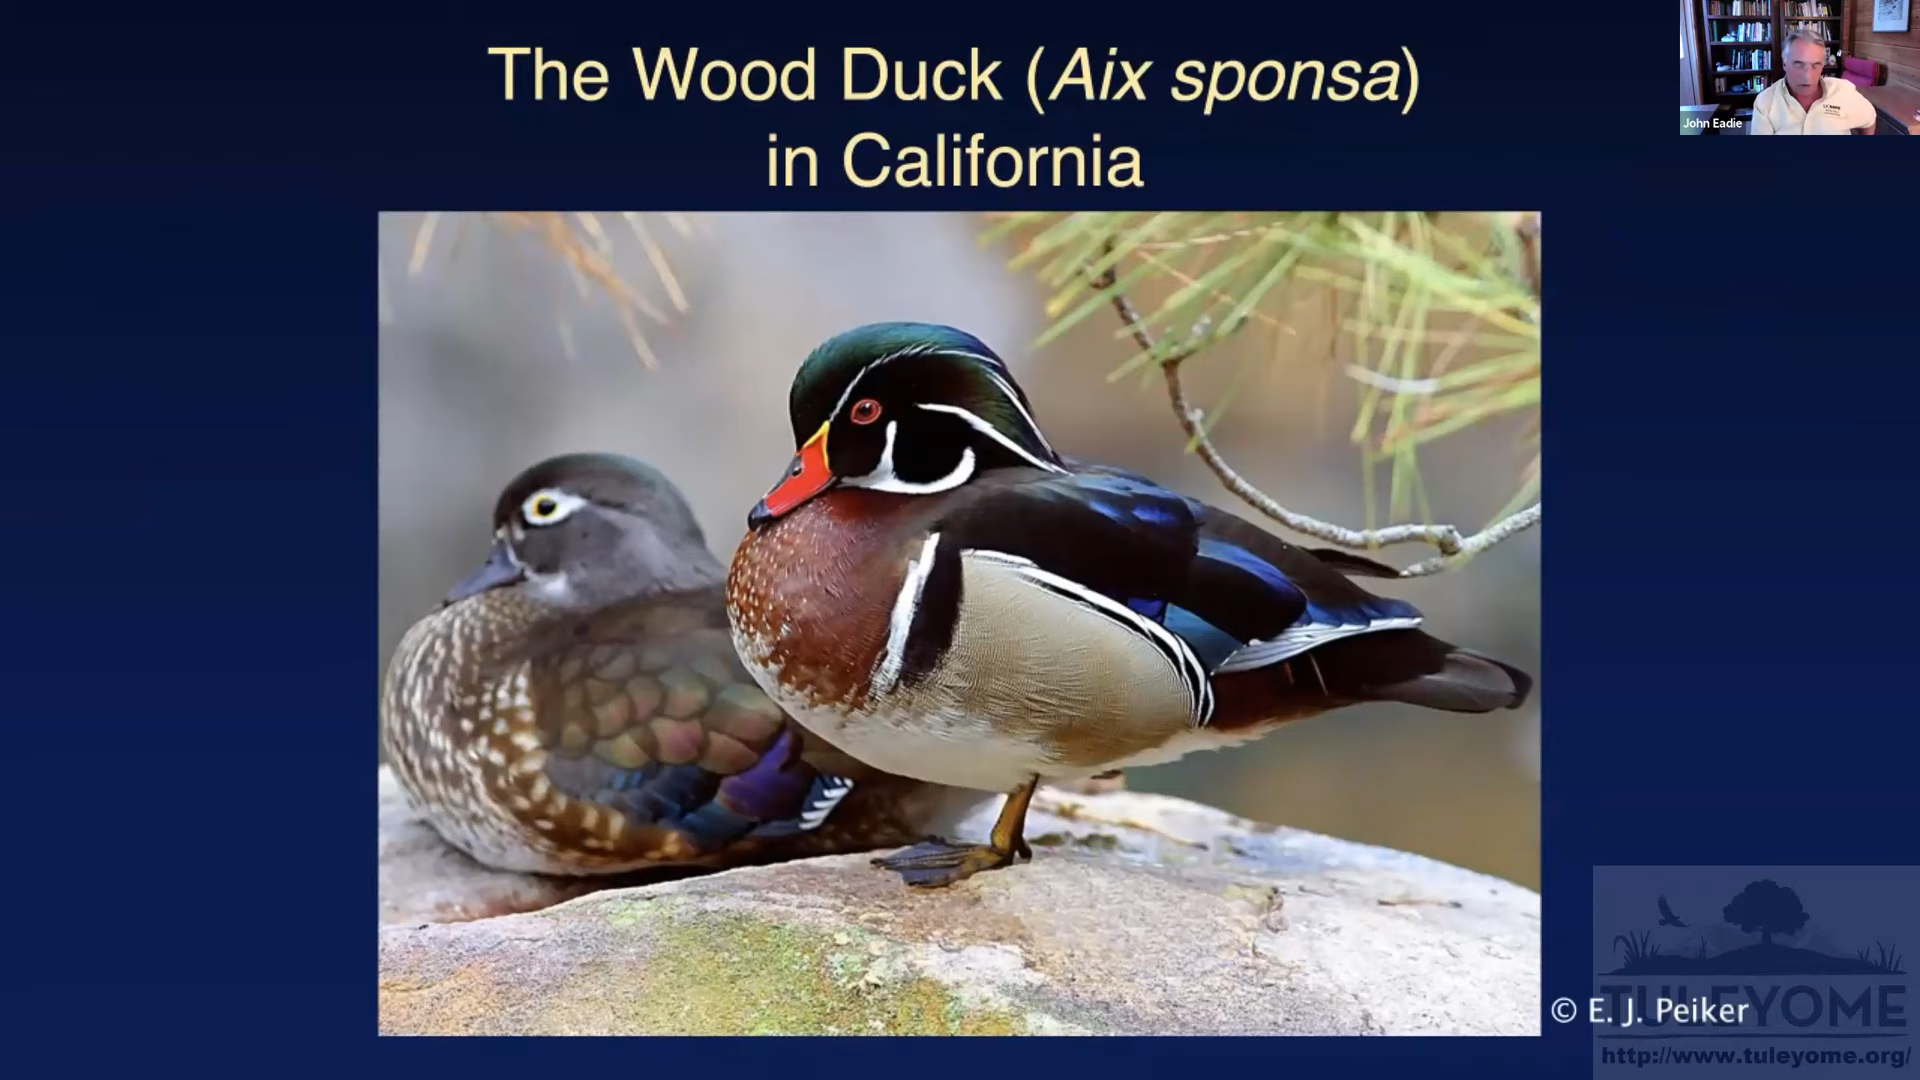 The Wood Duck (Aix sponsa)
in California
John Eadie
© E. J. Peiker
TULEYOME
http://www.tuleyome.org/